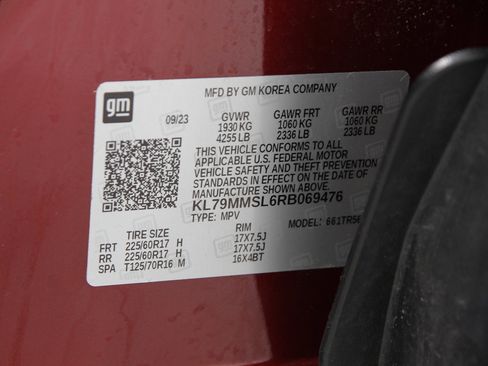 MFD BY GM KOREA COMPANY
gm
09/23 GVWR GAWR FRT GAWR RR
1930 KG 1060 KG 1060 KG
4255 LB 2336 LB 2336 LB
THIS VEHICLE CONFORMS TO ALL
APPLICABLE U.S. FEDERAL MOTOR
VEHICLE SAFETY AND THEFT
PREVENTION STANDARDS IN EFFECT
ON THE DATE OF MANUFACTURE
SHOWN ABOVE.
KL79MMSL6RB069476
TYPE: MPV MODEL: 661TR56
TIRE SIZE RIM
FRT 225/60R17 H 17X7.5J
RR 225/60R17 H 17X7.5J
SPA T125/70R16 M 16X4BT